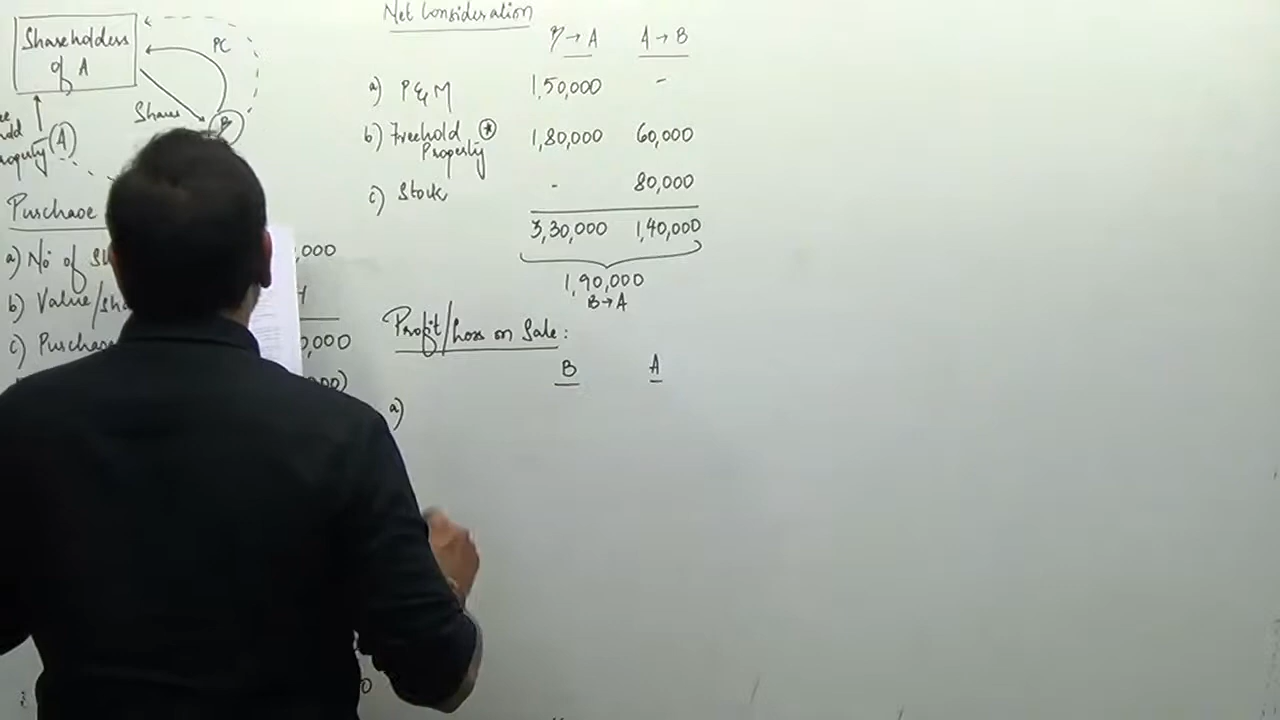 Shareholders
of A
PC
Shares
B
A
Property
Purchase
a) No of Sh
,000
b) Value/sha
c) Purchase
0,000
000)
Net Consideration
B → A A → B
a) P & M 1,50,000 -
b) Freehold Property * 1,80,000 60,000
c) Stock - 80,000
3,30,000 1,40,000
1,90,000
B → A
Profit/Loss on Sale:
B A
a)